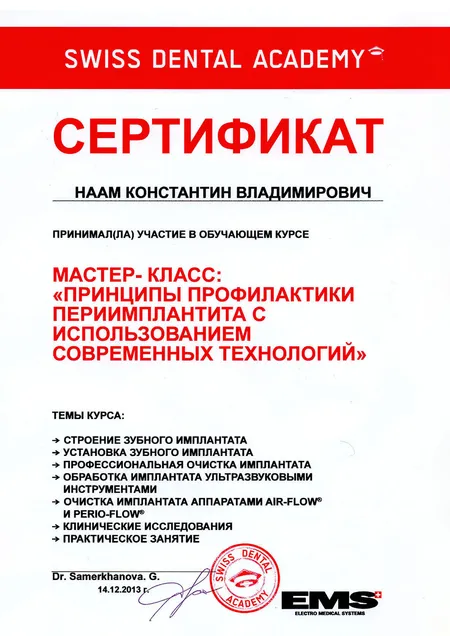 SWISS DENTAL ACADEMY
СЕРТИФИКАТ
НААМ КОНСТАНТИН ВЛАДИМИРОВИЧ
ПРИНИМАЛ(ЛА) УЧАСТИЕ В ОБУЧАЮЩЕМ КУРСЕ
МАСТЕР- КЛАСС:
«ПРИНЦИПЫ ПРОФИЛАКТИКИ
ПЕРИИМПЛАНТИТА С
ИСПОЛЬЗОВАНИЕМ
СОВРЕМЕННЫХ ТЕХНОЛОГИЙ»
ТЕМЫ КУРСА:
→ СТРОЕНИЕ ЗУБНОГО ИМПЛАНТАТА
→ УСТАНОВКА ЗУБНОГО ИМПЛАНТАТА
→ ПРОФЕССИОНАЛЬНАЯ ОЧИСТКА ИМПЛАНТАТА
→ ОБРАБОТКА ИМПЛАНТАТА УЛЬТРАЗВУКОВЫМИ
ИНСТРУМЕНТАМИ
→ ОЧИСТКА ИМПЛАНТАТА АППАРАТАМИ AIR-FLOW®
И PERIO-FLOW®
→ КЛИНИЧЕСКИЕ ИССЛЕДОВАНИЯ
→ ПРАКТИЧЕСКОЕ ЗАНЯТИЕ
Dr. Samerkhanova. G.
14.12.2013 г.
SWISS DENTAL
ACADEMY
EMS
ELECTRO MEDICAL SYSTEMS